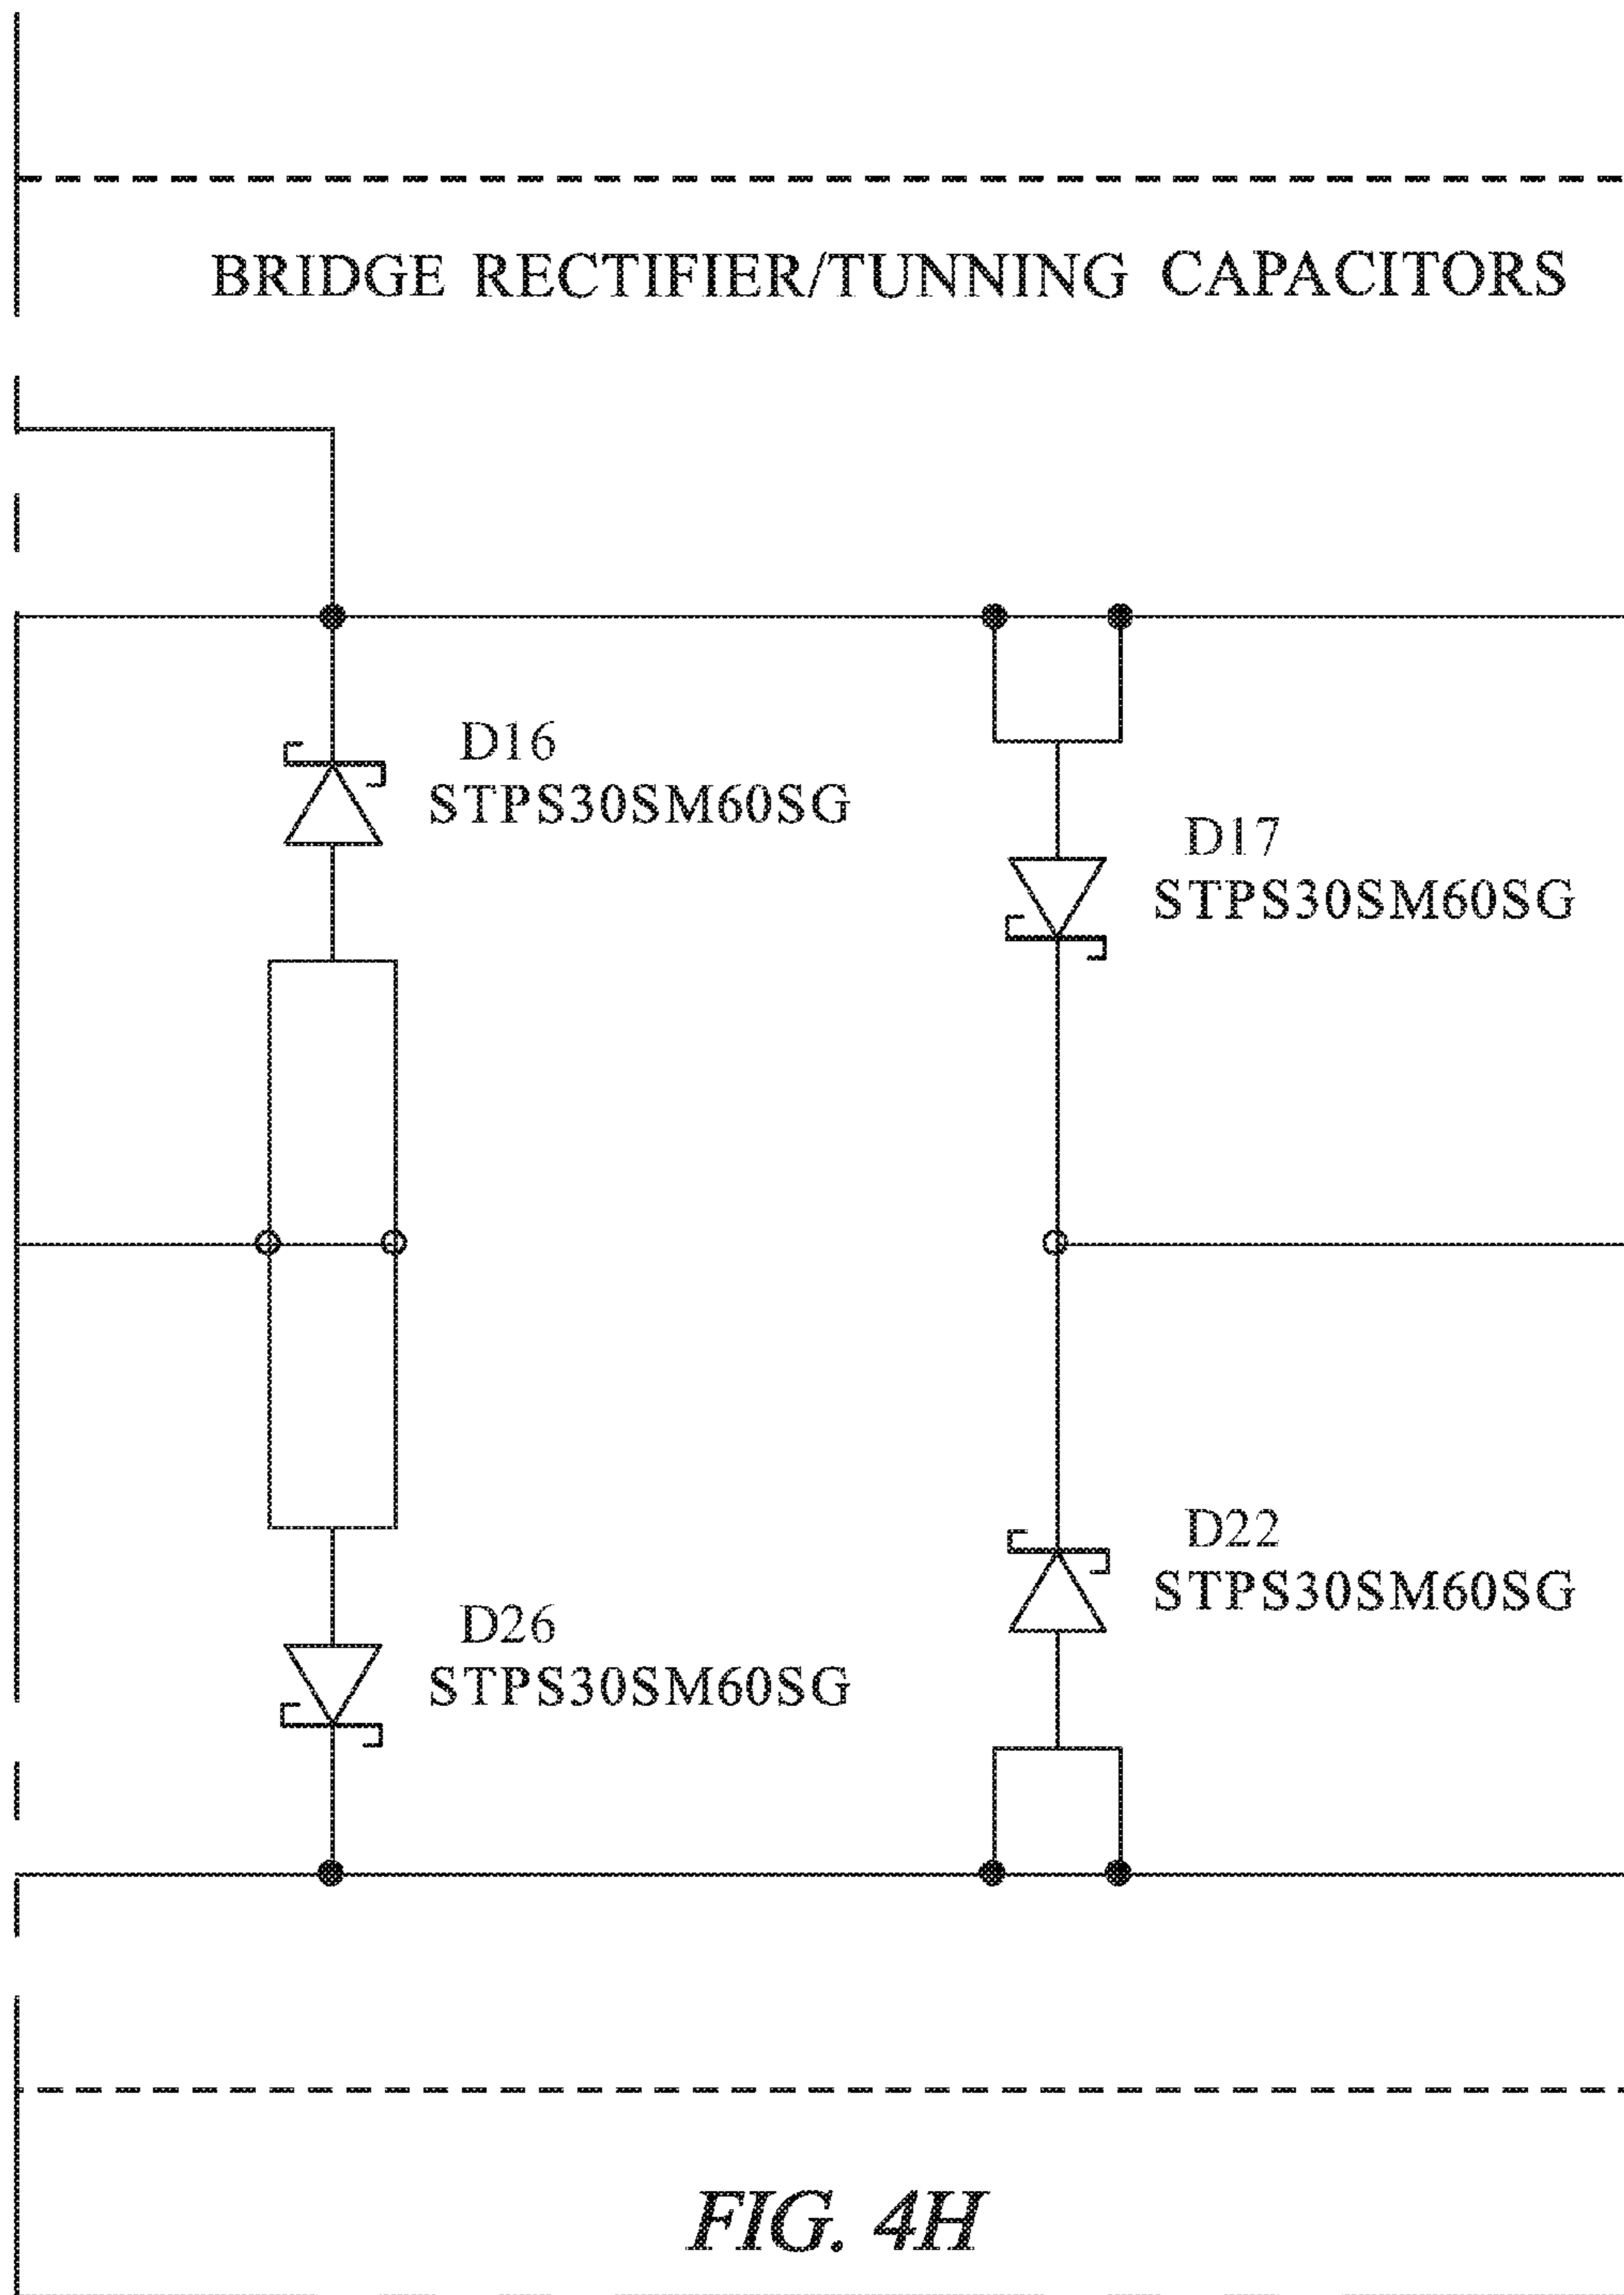 BRIDGE RECTIFIER/TUNNING CAPACITORS
D16
STPS30SM60SG
D17
STPS30SM60SG
D22
STPS30SM60SG
D26
STPS30SM60SG
FIG. 4H